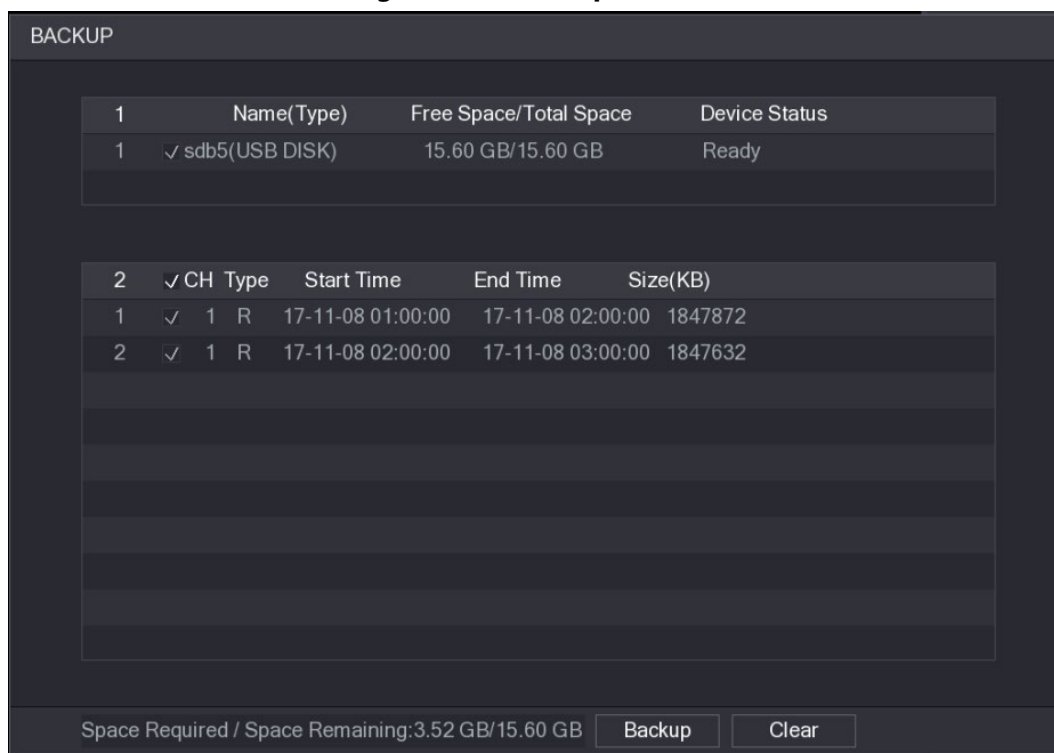 BACKUP
1 Name(Type) Free Space/Total Space Device Status
1 sdb5(USB DISK) 15.60 GB/15.60 GB Ready
2 CH Type Start Time End Time Size(KB)
1 1 R 17-11-08 01:00:00 17-11-08 02:00:00 1847872
2 1 R 17-11-08 02:00:00 17-11-08 03:00:00 1847632
Space Required / Space Remaining:3.52 GB/15.60 GB Backup Clear